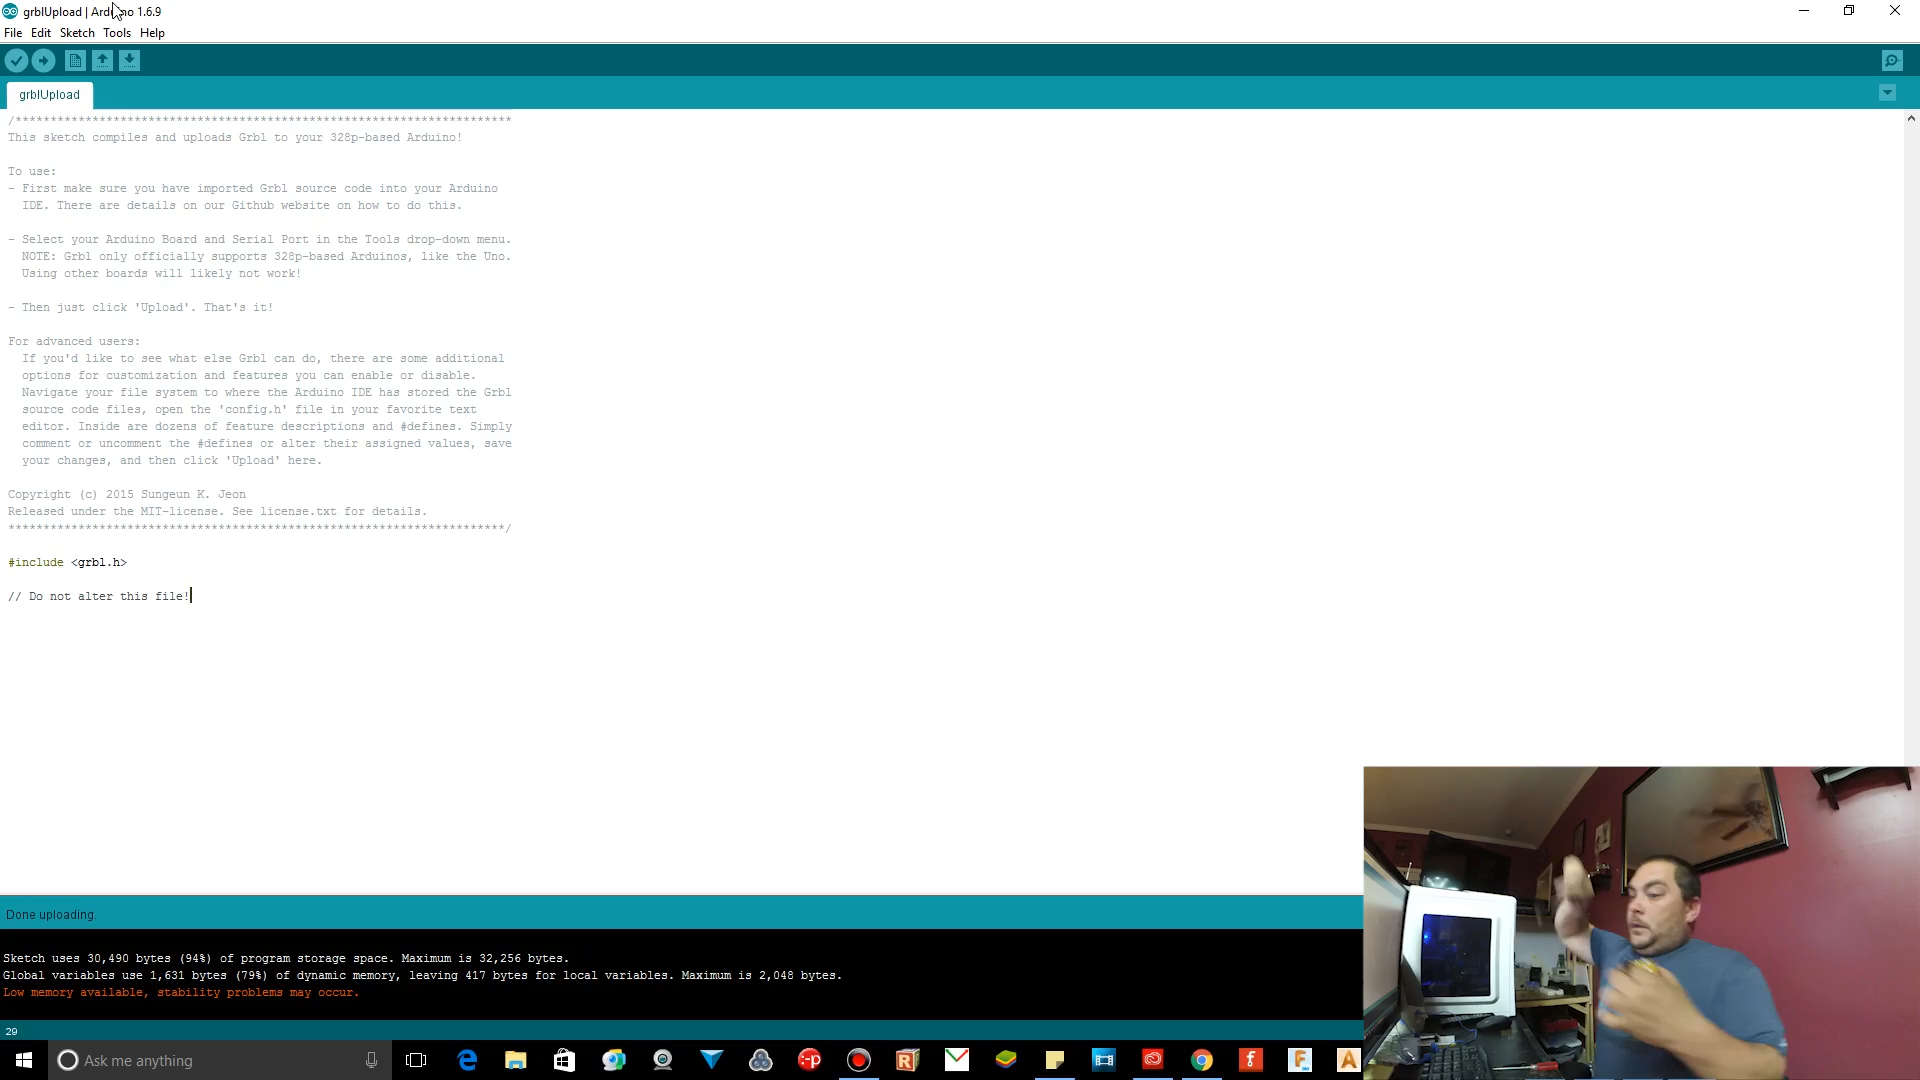 grblUpload | Arduino 1.6.9
File Edit Sketch Tools Help
grblUpload
/***********************************************************************
This sketch compiles and uploads Grbl to your 328p-based Arduino!
To use:
- First make sure you have imported Grbl source code into your Arduino
IDE. There are details on our Github website on how to do this.
- Select your Arduino Board and Serial Port in the Tools drop-down menu.
NOTE: Grbl only officially supports 328p-based Arduinos, like the Uno.
Using other boards will likely not work!
- Then just click 'Upload'. That's it!
For advanced users:
If you'd like to see what else Grbl can do, there are some additional
options for customization and features you can enable or disable.
Navigate your file system to where the Arduino IDE has stored the Grbl
source code files, open the 'config.h' file in your favorite text
editor. Inside are dozens of feature descriptions and #defines. Simply
comment or uncomment the #defines or alter their assigned values, save
your changes, and then click 'Upload' here.
Copyright (c) 2015 Sungeun K. Jeon
Released under the MIT-license. See license.txt for details.
***********************************************************************/
#include <grbl.h>
// Do not alter this file!
Done uploading.
Sketch uses 30,490 bytes (94%) of program storage space. Maximum is 32,256 bytes.
Global variables use 1,631 bytes (79%) of dynamic memory, leaving 417 bytes for local variables. Maximum is 2,048 bytes.
Low memory available, stability problems may occur.
29
Ask me anything